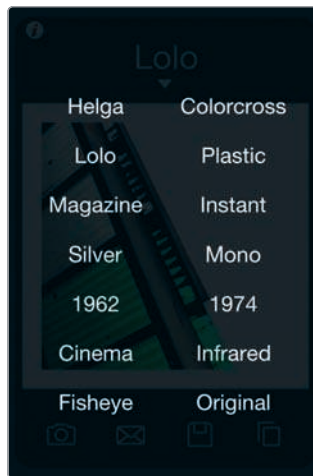 Lolo
Helga Colorcross
Lolo Plastic
Magazine Instant
Silver Mono
1962 1974
Cinema Infrared
Fisheye Original